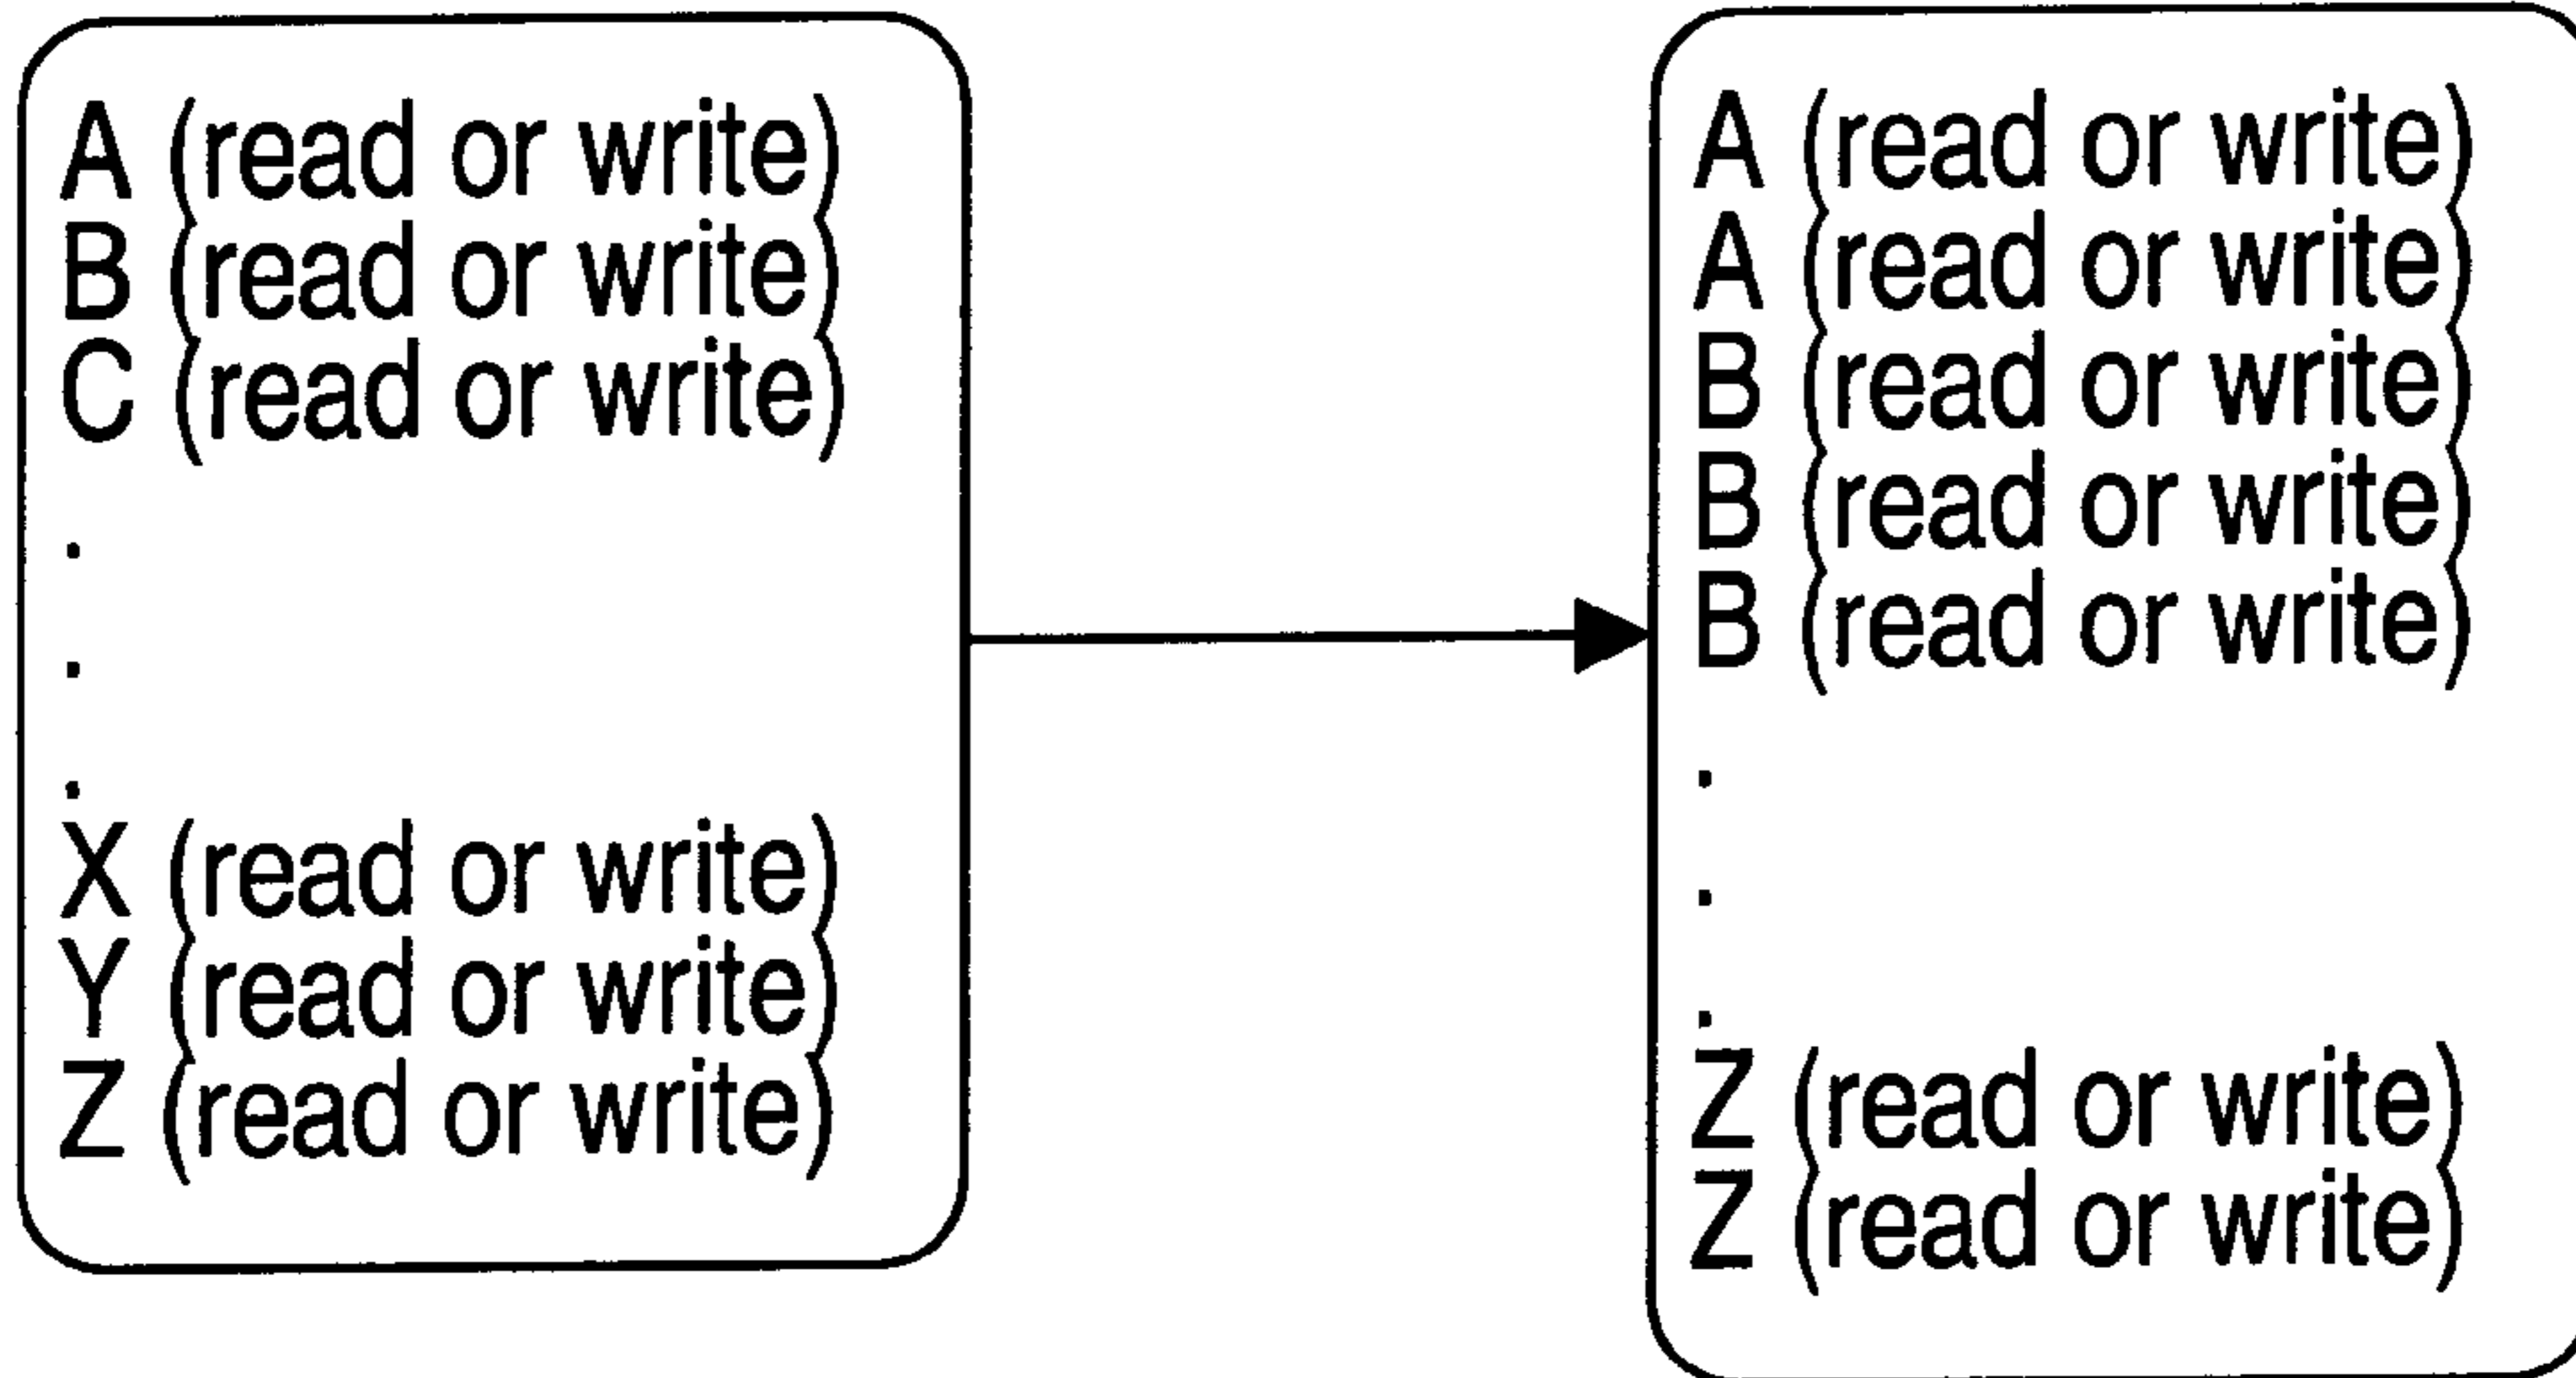 A (read or write)
B (read or write)
C (read or write)
.
.
.
X (read or write)
Y (read or write)
Z (read or write)
A (read or write)
A (read or write)
B (read or write)
B (read or write)
B (read or write)
.
.
.
Z (read or write)
Z (read or write)